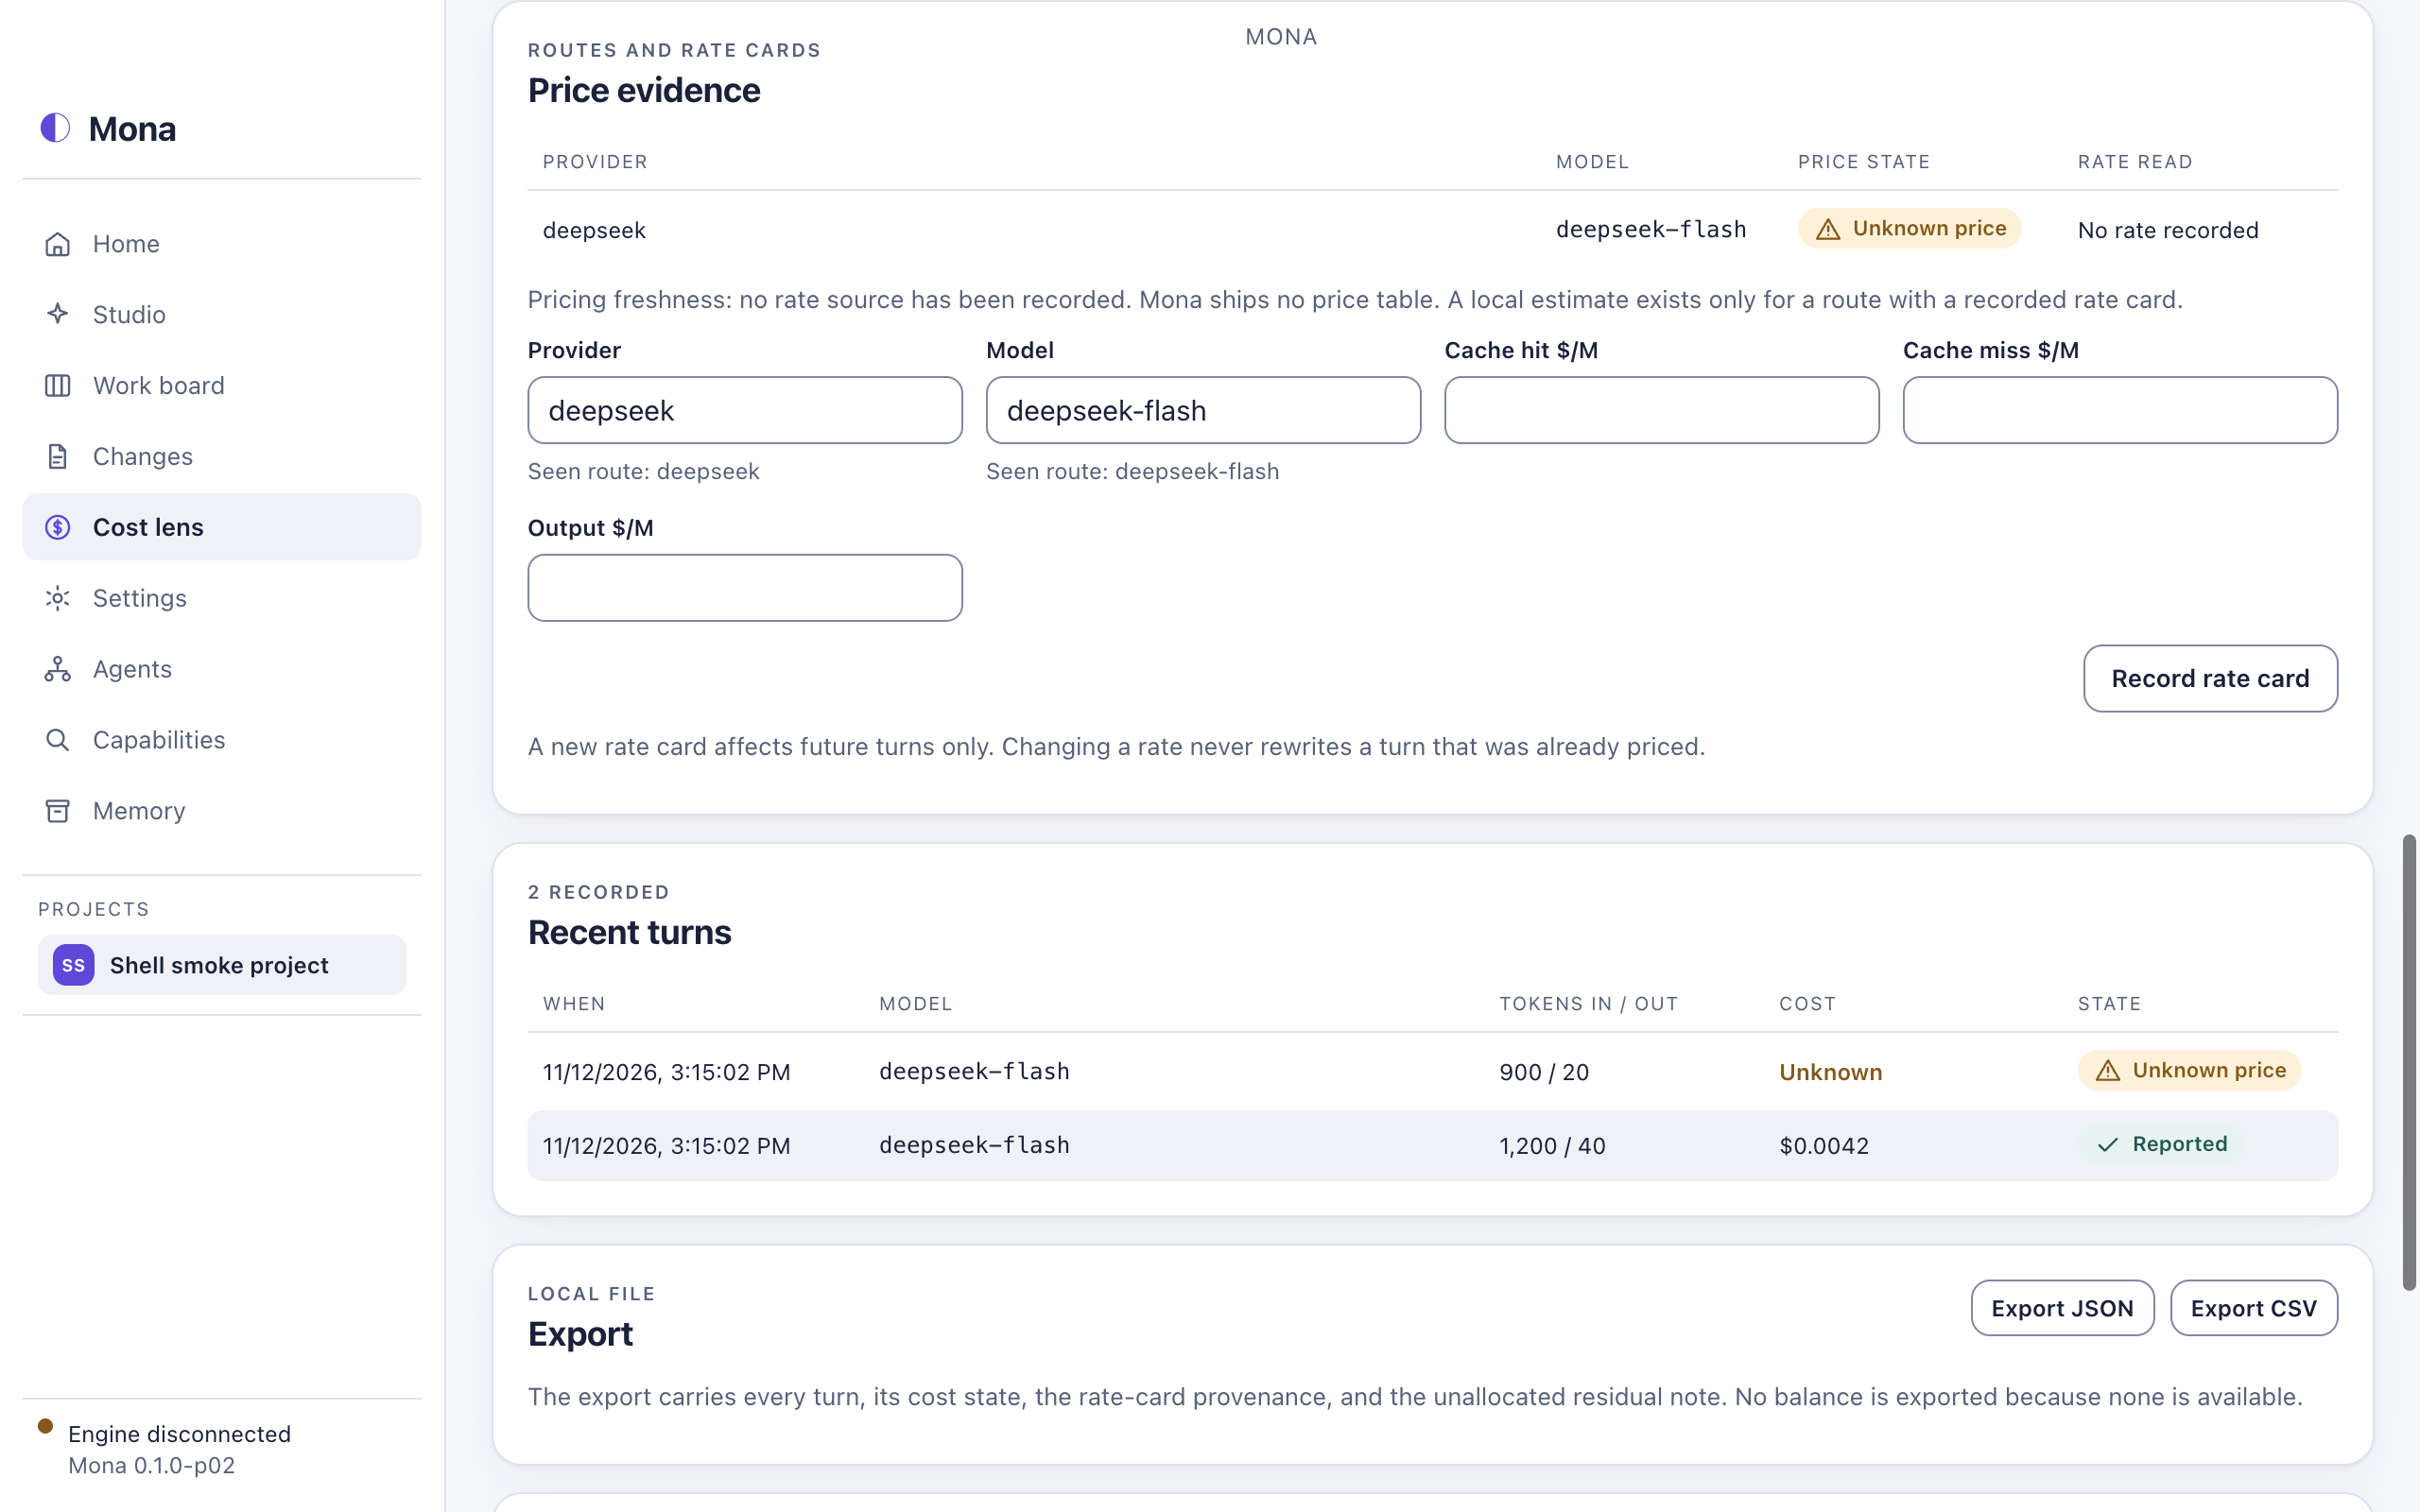 MONA
Mona
Home
Studio
Work board
Changes
Cost lens
Settings
Agents
Capabilities
Memory
PROJECTS
SS Shell smoke project
Engine disconnected
Mona 0.1.0-p02
ROUTES AND RATE CARDS
Price evidence
PROVIDER MODEL PRICE STATE RATE READ
deepseek deepseek-flash Unknown price No rate recorded
Pricing freshness: no rate source has been recorded. Mona ships no price table. A local estimate exists only for a route with a recorded rate card.
Provider Model Cache hit $/M Cache miss $/M
deepseek deepseek-flash
Seen route: deepseek Seen route: deepseek-flash
Output $/M
Record rate card
A new rate card affects future turns only. Changing a rate never rewrites a turn that was already priced.
2 RECORDED
Recent turns
WHEN MODEL TOKENS IN / OUT COST STATE
11/12/2026, 3:15:02 PM deepseek-flash 900 / 20 Unknown Unknown price
11/12/2026, 3:15:02 PM deepseek-flash 1,200 / 40 $0.0042 Reported
LOCAL FILE
Export
Export JSON Export CSV
The export carries every turn, its cost state, the rate-card provenance, and the unallocated residual note. No balance is exported because none is available.